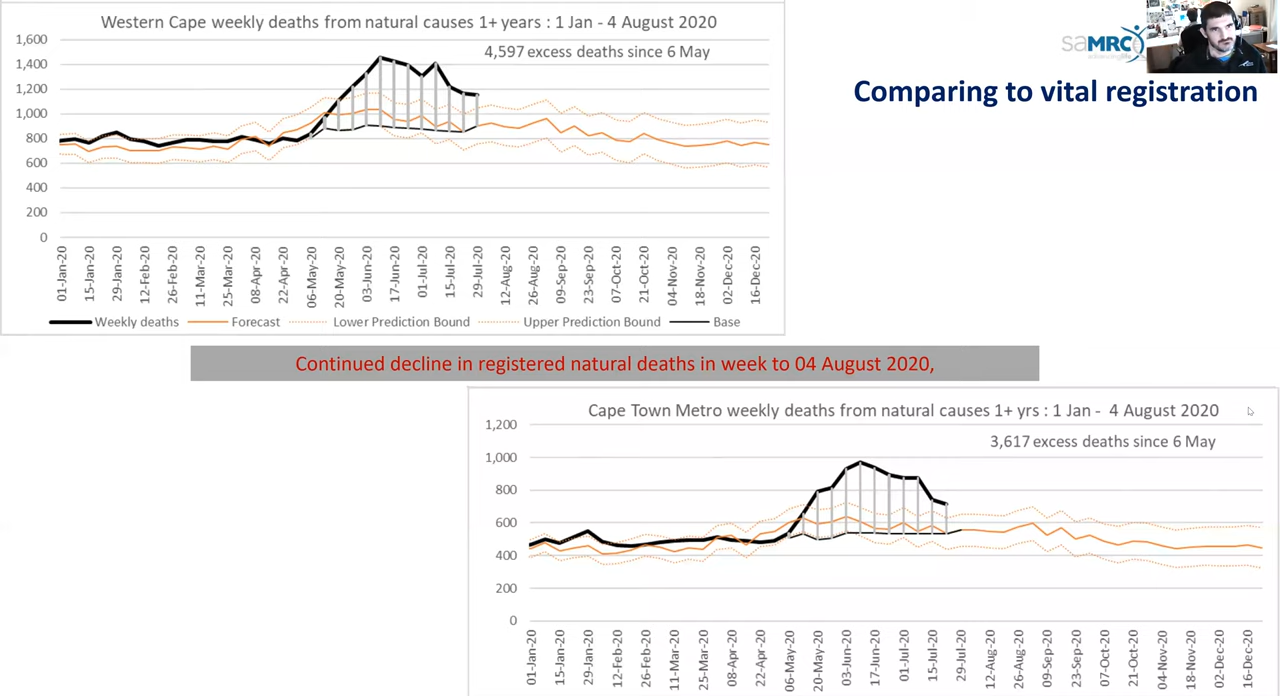 Western Cape weekly deaths from natural causes 1+ years : 1 Jan - 4 August 2020
4,597 excess deaths since 6 May
1,600
1,400
1,200
1,000
800
600
400
200
0
01-Jan-20
15-Jan-20
29-Jan-20
12-Feb-20
26-Feb-20
11-Mar-20
25-Mar-20
08-Apr-20
22-Apr-20
06-May-20
20-May-20
03-Jun-20
17-Jun-20
01-Jul-20
15-Jul-20
29-Jul-20
12-Aug-20
26-Aug-20
09-Sep-20
23-Sep-20
07-Oct-20
21-Oct-20
04-Nov-20
18-Nov-20
02-Dec-20
16-Dec-20
Weekly deaths
Forecast
Lower Prediction Bound
Upper Prediction Bound
Base
saMRC
Comparing to vital registration
Continued decline in registered natural deaths in week to 04 August 2020,
Cape Town Metro weekly deaths from natural causes 1+ yrs : 1 Jan - 4 August 2020
3,617 excess deaths since 6 May
1,200
1,000
800
600
400
200
0
01-Jan-20
15-Jan-20
29-Jan-20
12-Feb-20
26-Feb-20
11-Mar-20
25-Mar-20
08-Apr-20
22-Apr-20
06-May-20
20-May-20
03-Jun-20
17-Jun-20
01-Jul-20
15-Jul-20
29-Jul-20
12-Aug-20
26-Aug-20
09-Sep-20
23-Sep-20
07-Oct-20
21-Oct-20
04-Nov-20
18-Nov-20
02-Dec-20
16-Dec-20